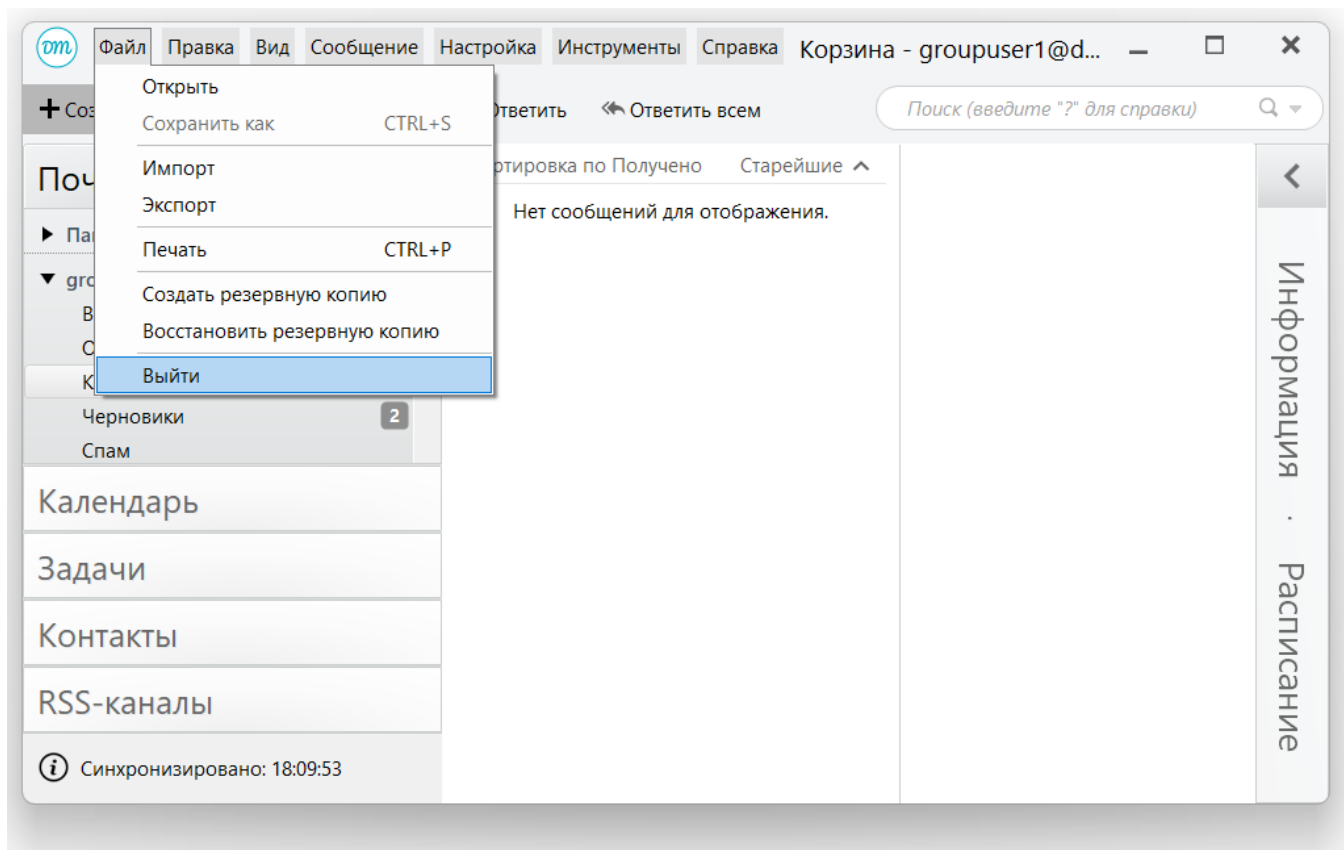 dm Файл Правка Вид Сообщение Настройка Инструменты Справка Корзина - groupuser1@d...
Ответить Ответить всем Поиск (введите "?" для справки)
Открыть
Сохранить как CTRL+S
Импорт
Экспорт
Печать CTRL+P
Создать резервную копию
Восстановить резервную копию
Выйти
Получено Старейшие
сортировка по
Нет сообщений для отображения.
Черновики 2
Спам
Календарь
Задачи
Контакты
RSS-каналы
Синхронизировано: 18:09:53
Информация · Расписание